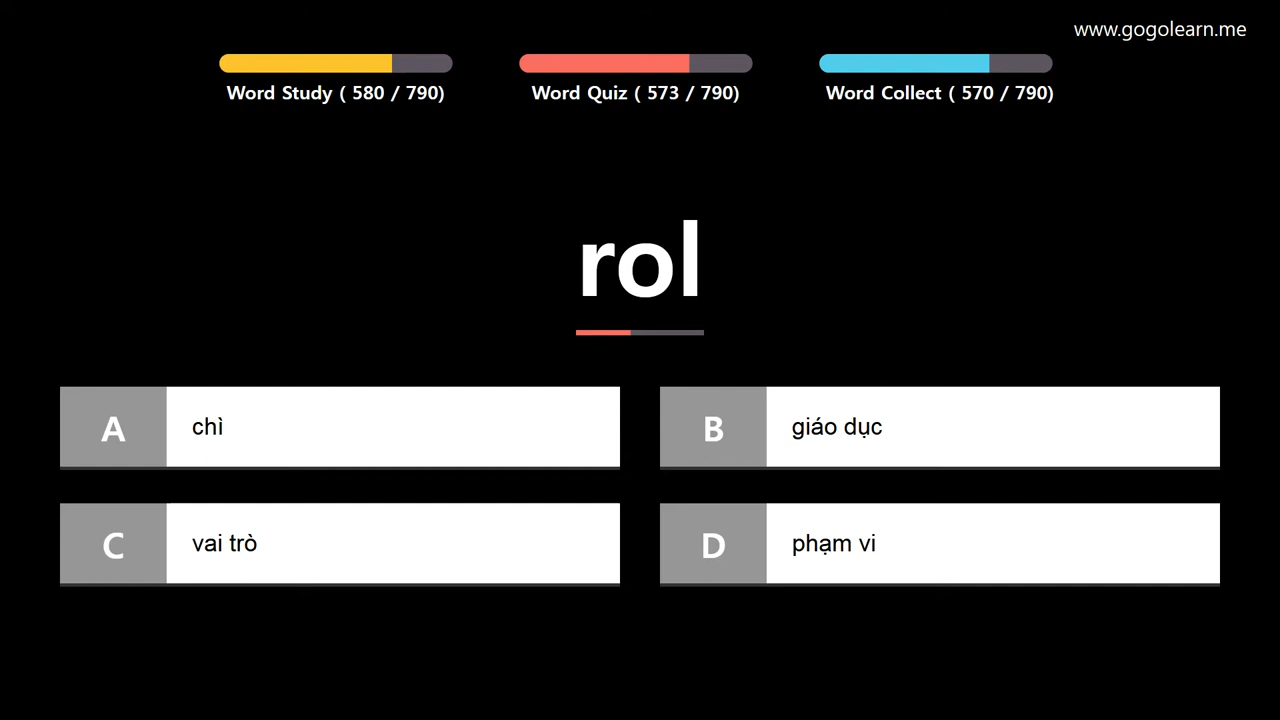 www.gogolearn.me
Word Study ( 580 / 790)
Word Quiz ( 573 / 790)
Word Collect ( 570 / 790)
rol
A chì
B giáo dục
C vai trò
D phạm vi